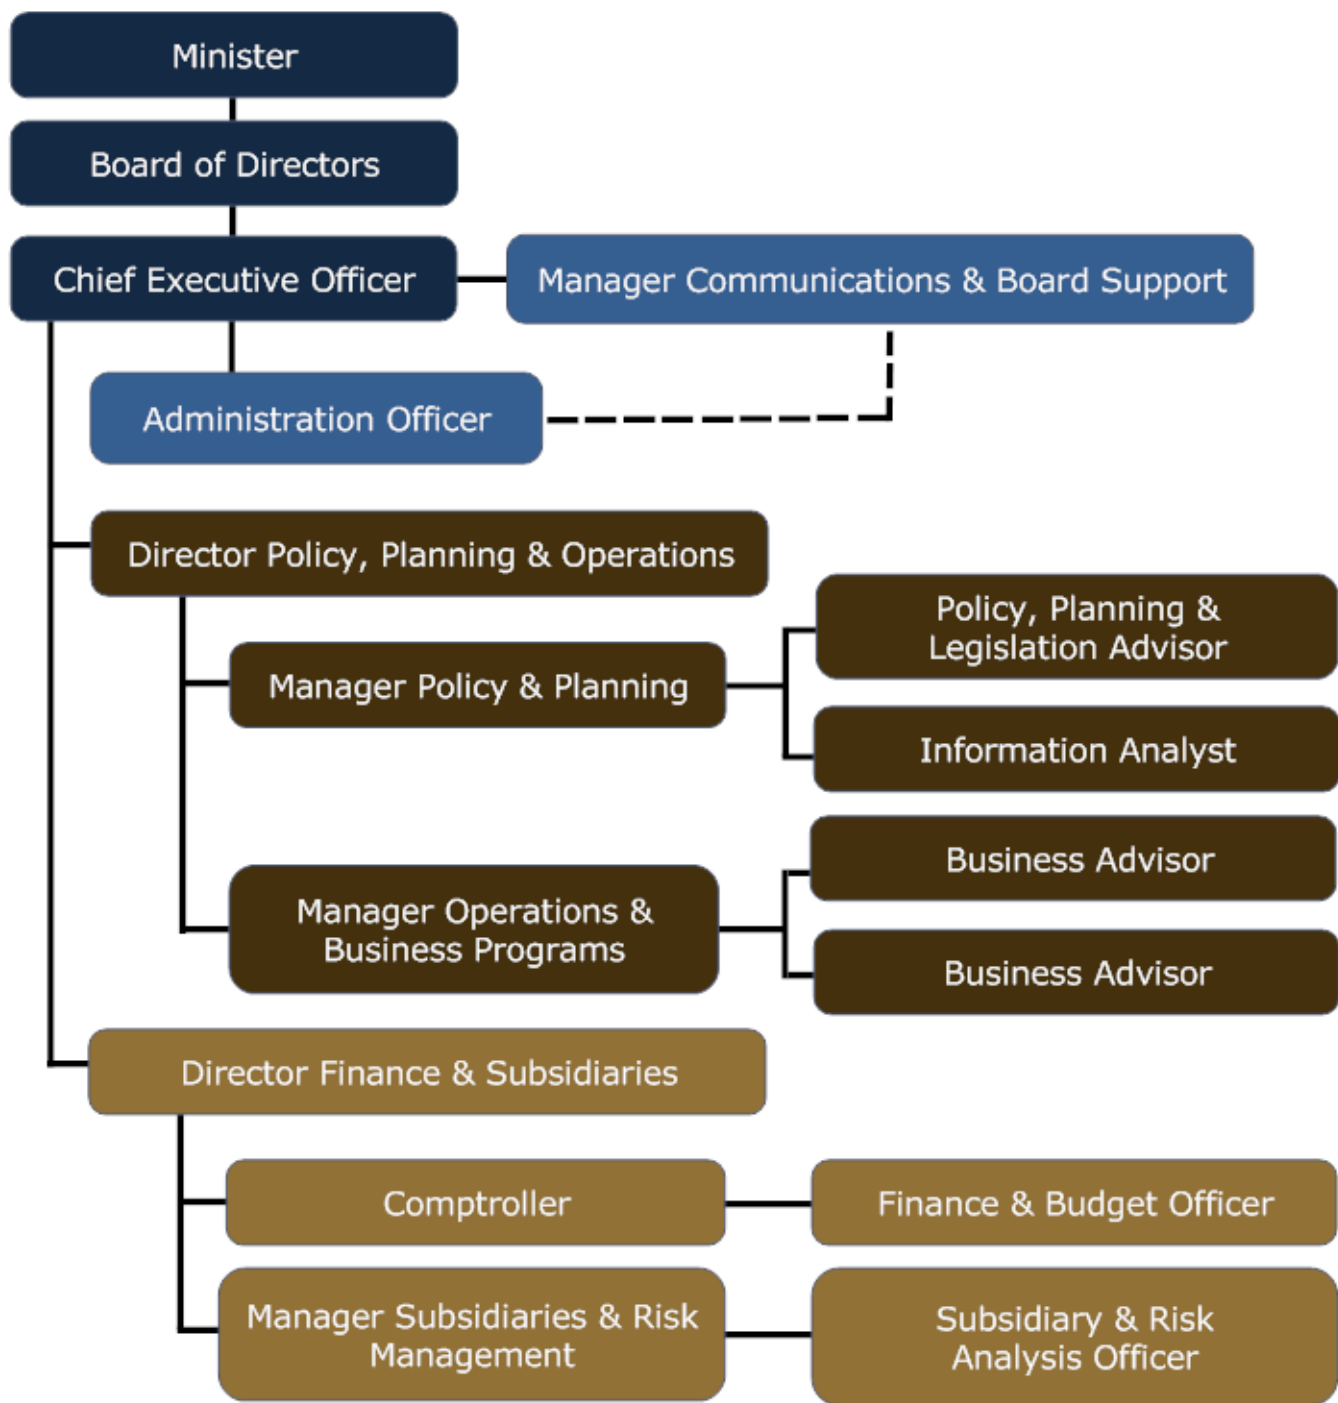 Minister
Board of Directors
Chief Executive Officer
Manager Communications & Board Support
Administration Officer
Director Policy, Planning & Operations
Manager Policy & Planning
Policy, Planning &
Legislation Advisor
Information Analyst
Manager Operations &
Business Programs
Business Advisor
Business Advisor
Director Finance & Subsidiaries
Comptroller
Finance & Budget Officer
Manager Subsidiaries & Risk
Management
Subsidiary & Risk
Analysis Officer